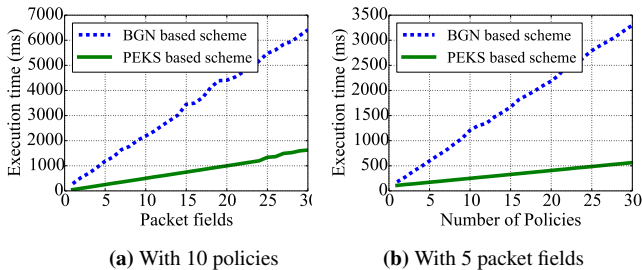 7000
6000
5000
4000
3000
2000
1000
0
0 5 10 15 20 25 30
Execution time (ms)
Packet fields
BGN based scheme
PEKS based scheme
(a) With 10 policies
3500
3000
2500
2000
1500
1000
500
0
0 5 10 15 20 25 30
Execution time (ms)
Number of Policies
BGN based scheme
PEKS based scheme
(b) With 5 packet fields